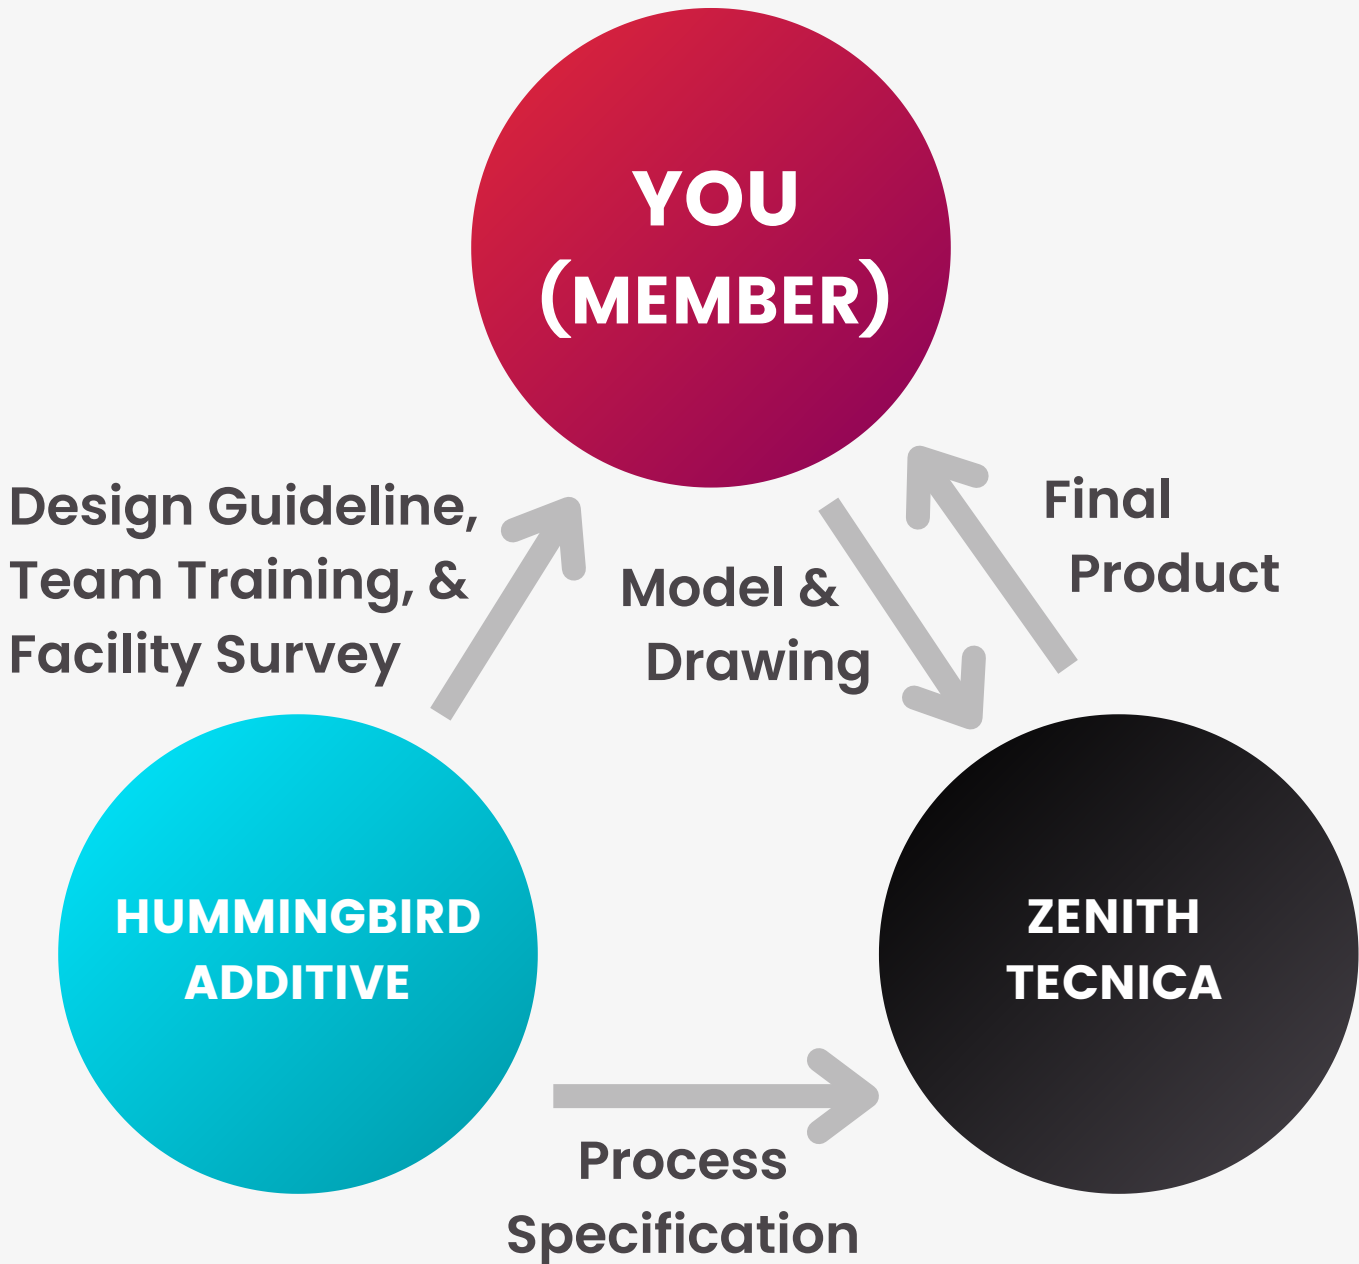 YOU
(MEMBER)
Design Guideline,
Team Training, &
Facility Survey
Model &
Drawing
Final
Product
HUMMINGBIRD
ADDITIVE
ZENITH
TECNICA
Process
Specification